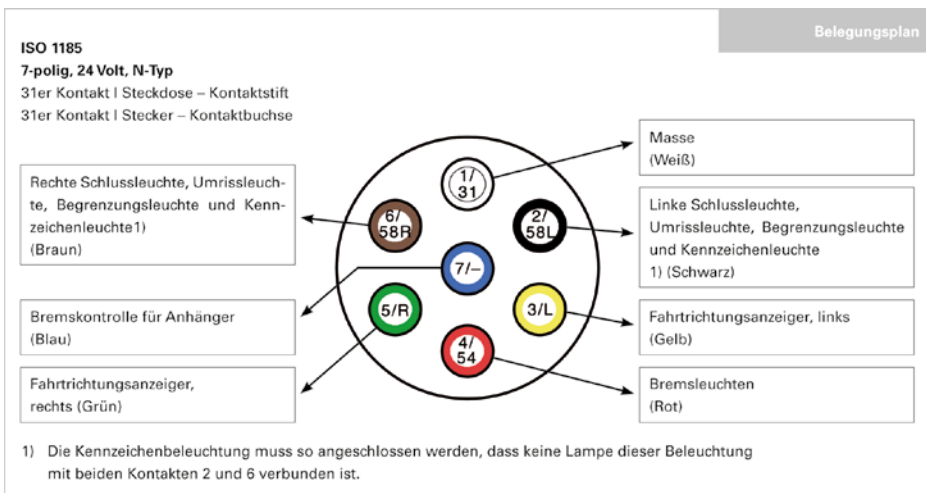 Belegungsplan
ISO 1185
7-polig, 24 Volt, N-Typ
31er Kontakt I Steckdose – Kontaktstift
31er Kontakt I Stecker – Kontaktbuchse
Rechte Schlussleuchte, Umrissleuch-
te, Begrenzungsleuchte und Kenn-
zeichenleuchte1)
(Braun)
Bremskontrolle für Anhänger
(Blau)
Fahrtrichtungsanzeiger,
rechts (Grün)
1/
31
6/
58R
2/
58L
7/–
5/R
3/L
4/
54
Masse
(Weiß)
Linke Schlussleuchte,
Umrissleuchte, Begrenzungsleuchte
und Kennzeichenleuchte
1) (Schwarz)
Fahrtrichtungsanzeiger, links
(Gelb)
Bremsleuchten
(Rot)
1) Die Kennzeichenbeleuchtung muss so angeschlossen werden, dass keine Lampe dieser Beleuchtung
mit beiden Kontakten 2 und 6 verbunden ist.